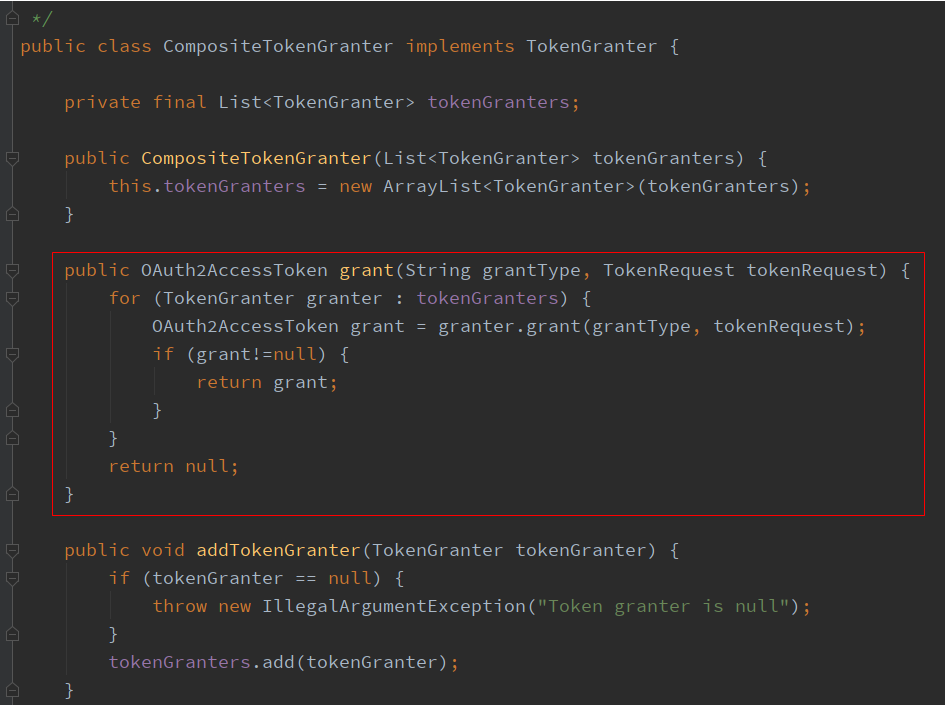 */
public class CompositeTokenGranter implements TokenGranter {
private final List<TokenGranter> tokenGranters;
public CompositeTokenGranter(List<TokenGranter> tokenGranters) {
this.tokenGranters = new ArrayList<TokenGranter>(tokenGranters);
}
public OAuth2AccessToken grant(String grantType, TokenRequest tokenRequest) {
for (TokenGranter granter : tokenGranters) {
OAuth2AccessToken grant = granter.grant(grantType, tokenRequest);
if (grant!=null) {
return grant;
}
}
return null;
}
public void addTokenGranter(TokenGranter tokenGranter) {
if (tokenGranter == null) {
throw new IllegalArgumentException("Token granter is null");
}
tokenGranters.add(tokenGranter);
}